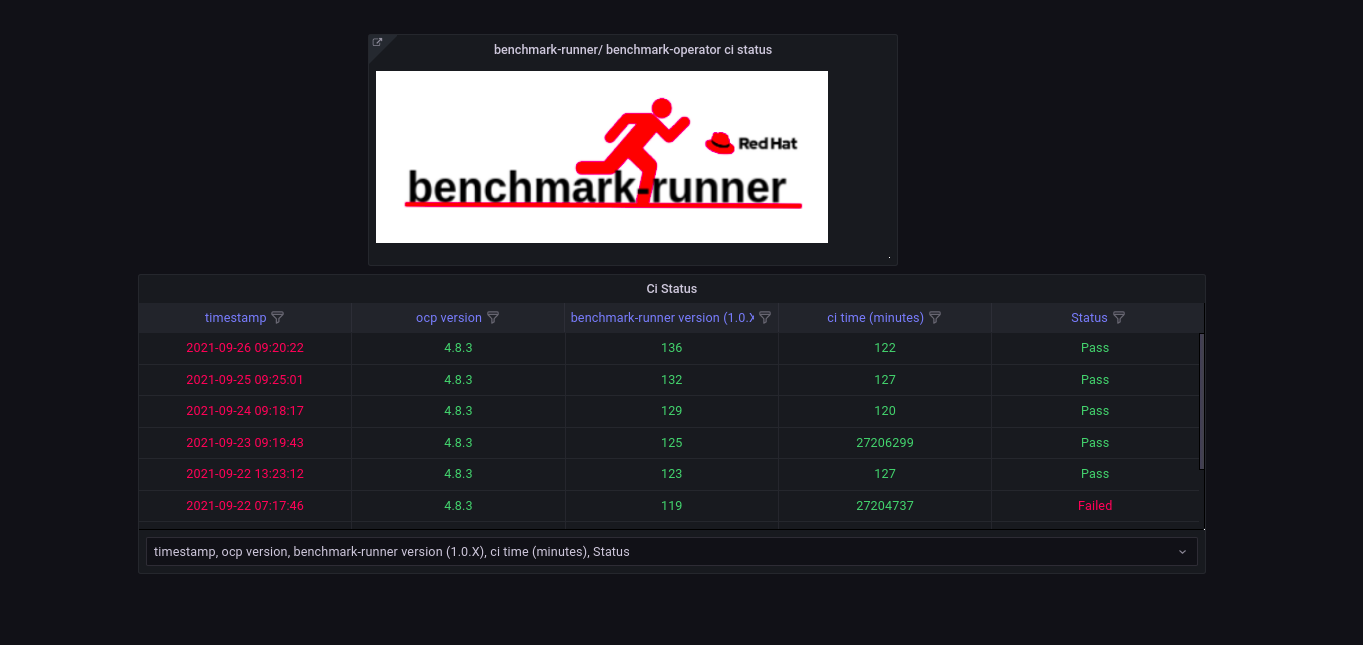 benchmark-runner/ benchmark-operator ci status
Red Hat
benchmark-runner
Ci Status
timestamp ocp version benchmark-runner version (1.0.X ci time (minutes) Status
2021-09-26 09:20:22 4.8.3 136 122 Pass
2021-09-25 09:25:01 4.8.3 132 127 Pass
2021-09-24 09:18:17 4.8.3 129 120 Pass
2021-09-23 09:19:43 4.8.3 125 27206299 Pass
2021-09-22 13:23:12 4.8.3 123 127 Pass
2021-09-22 07:17:46 4.8.3 119 27204737 Failed
timestamp, ocp version, benchmark-runner version (1.0.X), ci time (minutes), Status